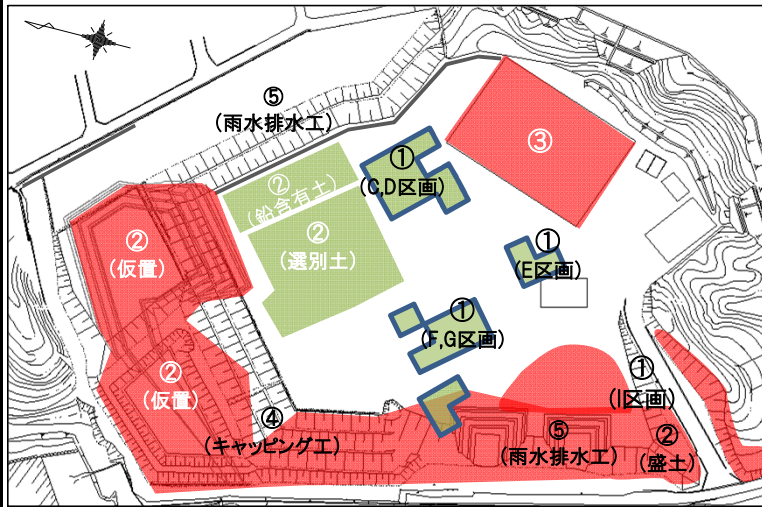 ⑤
(雨水排水工)
③
①
(C,D区画)
②
(鉛含有土)
②
(仮置)
②
(選別土)
①
(E区画)
①
(F,G区画)
②
(仮置)
①
(I区画)
④
(キャッピング工)
⑤
(雨水排水工)
②
(盛土)